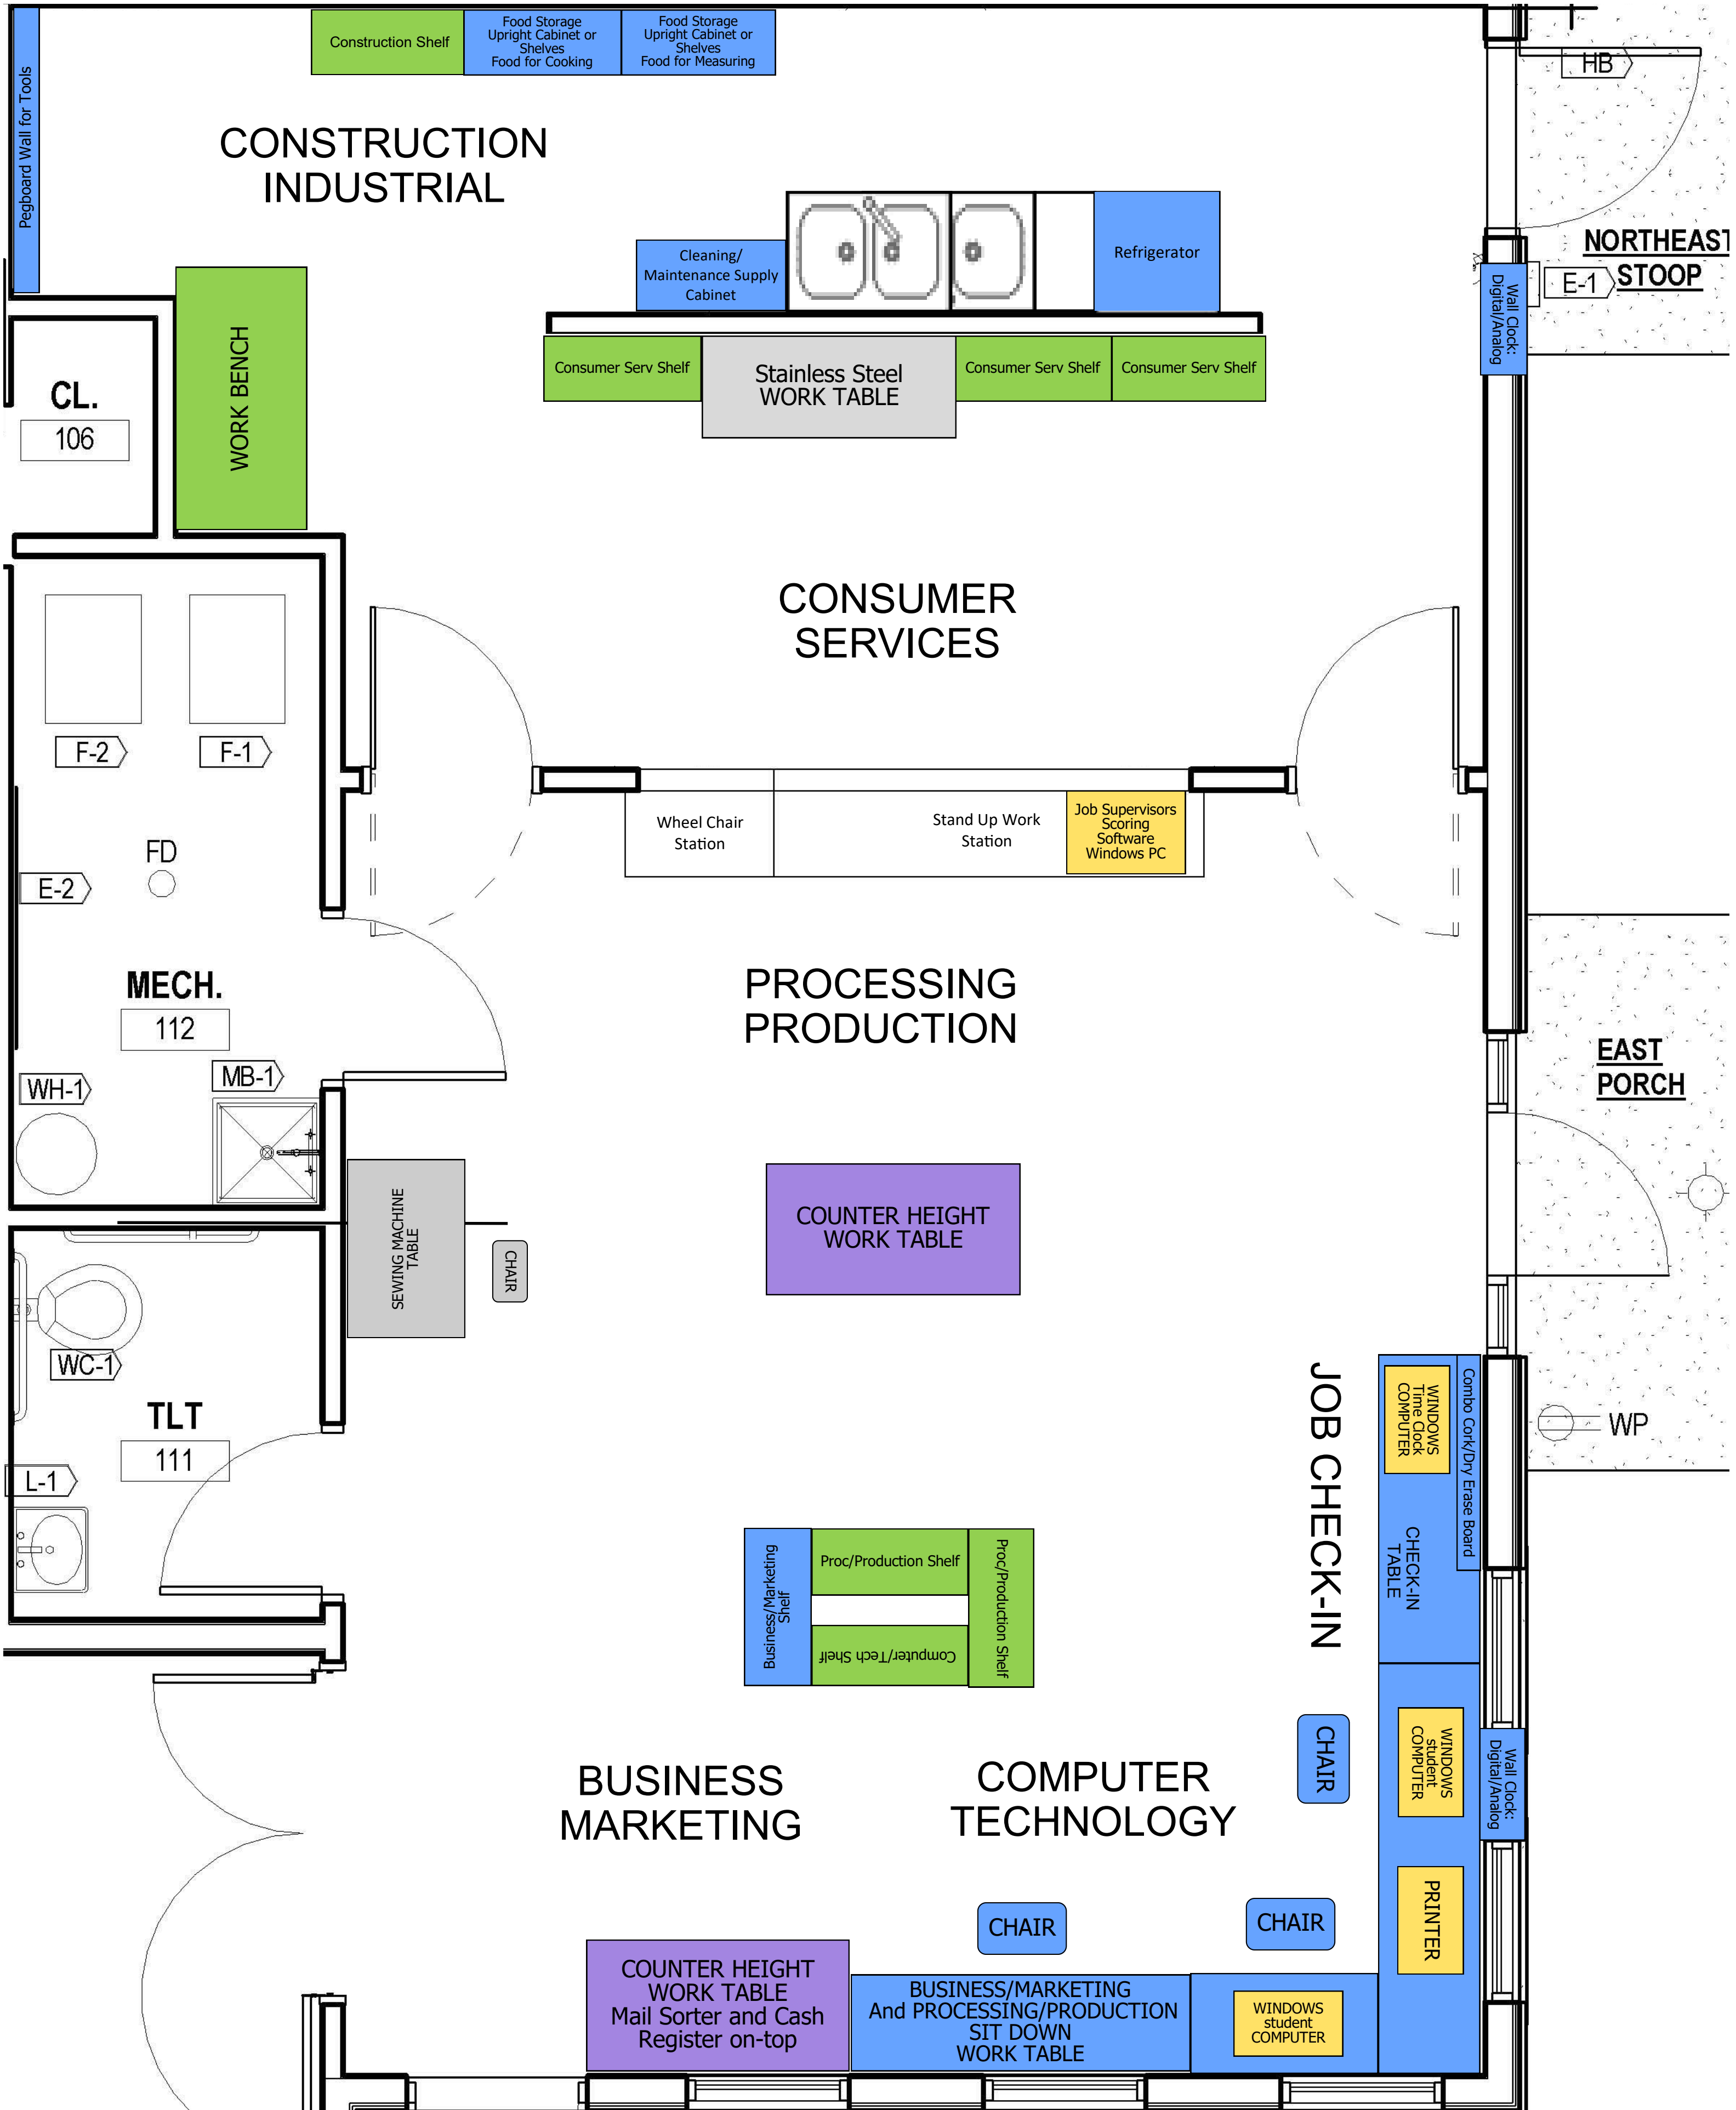 Construction Shelf
Food Storage
Upright Cabinet or
Shelves
Food for Cooking
Food Storage
Upright Cabinet or
Shelves
Food for Measuring
Pegboard Wall for Tools
HB
CONSTRUCTION
INDUSTRIAL
Cleaning/
Maintenance Supply
Cabinet
Refrigerator
NORTHEAST
STOOP
E-1
Wall Clock:
Digital/Analog
WORK BENCH
Consumer Serv Shelf
Stainless Steel
WORK TABLE
Consumer Serv Shelf
Consumer Serv Shelf
CL.
106
CONSUMER
SERVICES
F-2
F-1
Wheel Chair
Station
Stand Up Work
Station
Job Supervisors
Scoring
Software
Windows PC
FD
E-2
MECH.
112
PROCESSING
PRODUCTION
EAST
PORCH
WH-1
MB-1
SEWING MACHINE
TABLE
CHAIR
COUNTER HEIGHT
WORK TABLE
WC-1
TLT
111
L-1
JOB CHECK-IN
WINDOWS
Time Clock
COMPUTER
Combo Cork/Dry Erase Board
WP
CHECK-IN
TABLE
Business/Marketing
Shelf
Proc/Production Shelf
Computer/Tech Shelf
Proc/Production Shelf
CHAIR
WINDOWS
student
COMPUTER
Wall Clock:
Digital/Analog
BUSINESS
MARKETING
COMPUTER
TECHNOLOGY
PRINTER
CHAIR
CHAIR
COUNTER HEIGHT
WORK TABLE
Mail Sorter and Cash
Register on-top
BUSINESS/MARKETING
And PROCESSING/PRODUCTION
SIT DOWN
WORK TABLE
WINDOWS
student
COMPUTER